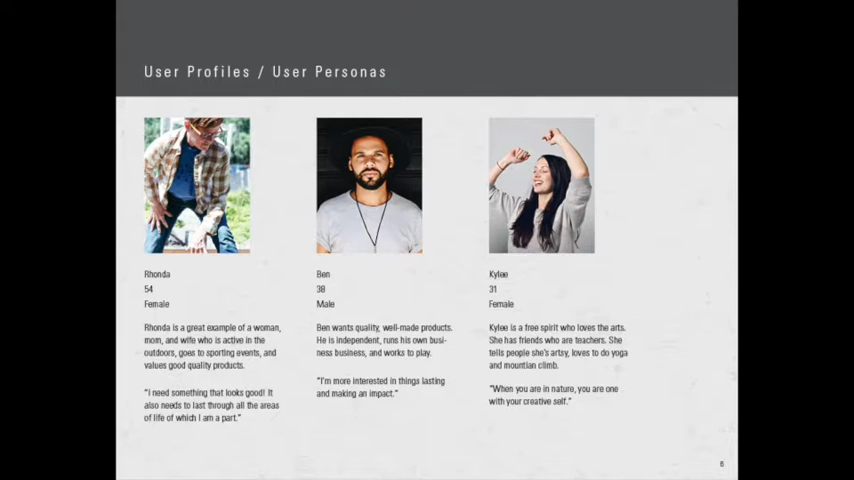 User Profiles / User Personas
Rhonda
54
Female
Rhonda is a great example of a woman,
mom, and wife who is active in the
outdoors, goes to sporting events, and
values good quality products.
“I need something that looks good! It
also needs to last through all the areas
of life of which I am a part.”
Ben
38
Male
Ben wants quality, well-made products.
He is independent, runs his own busi-
ness business, and works to play.
“I’m more interested in things lasting
and making an impact.”
Kylee
31
Female
Kylee is a free spirit who loves the arts.
She has friends who are teachers. She
tells people she’s artsy, loves to do yoga
and mountian climb.
“When you are in nature, you are one
with your creative self.”
6